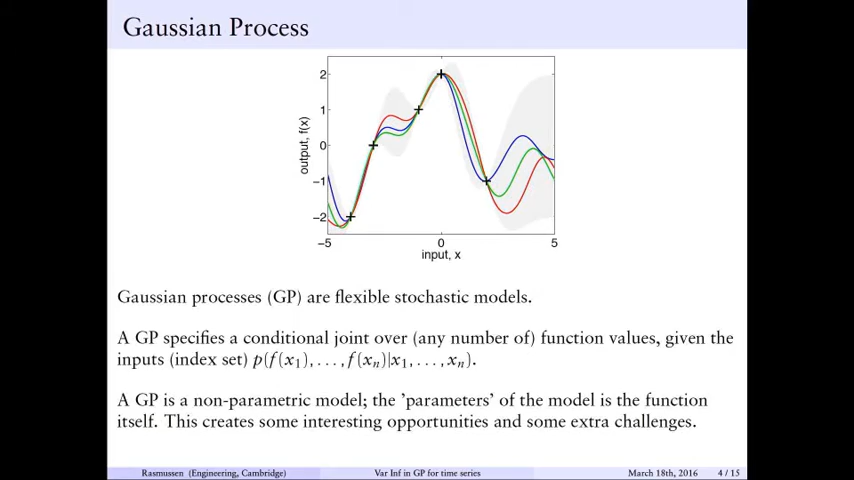 Gaussian Process
2
1
0
−1
−2
output, f(x)
−5 0 5
input, x
Gaussian processes (GP) are flexible stochastic models.
A GP specifies a conditional joint over (any number of) function values, given the
inputs (index set) p(f(x₁), . . . , f(xₙ)|x₁, . . . , xₙ).
A GP is a non-parametric model; the 'parameters' of the model is the function
itself. This creates some interesting opportunities and some extra challenges.
Rasmussen (Engineering, Cambridge) Var Inf in GP for time series March 18th, 2016 4 / 15